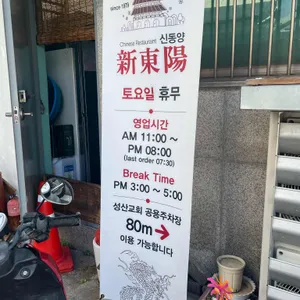 since 1979
Chinese Restaurant 신동양
新東陽
토요일 휴무
영업시간
AM 11:00 ~
PM 08:00
(last order 07:30)
Break Time
PM 3:00 ~ 5:00
성산교회 공용주차장
80m →
이용 가능합니다